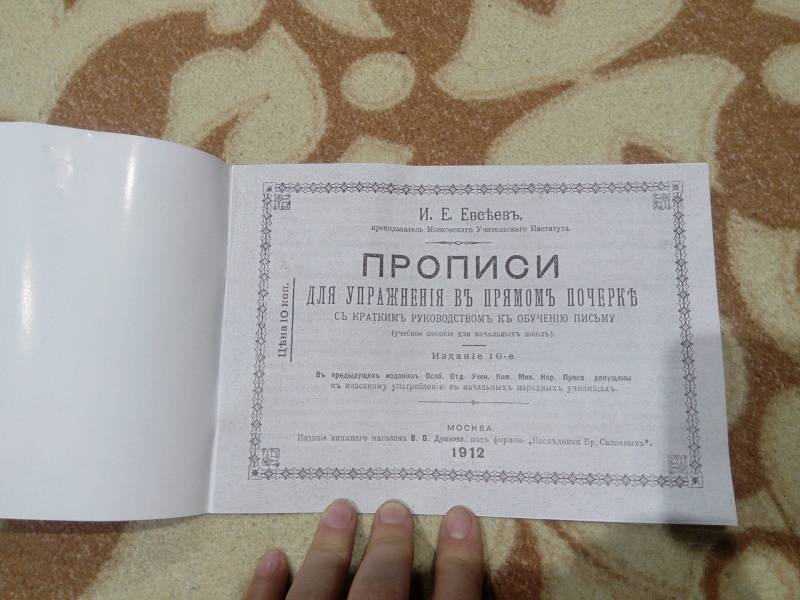 И. Е. Евсѣевъ,
преподаватель Московскаго Учительскаго Института.
ПРОПИСИ
ДЛЯ УПРАЖНЕНІЯ ВЪ ПРЯМОМЪ ПОЧЕРКѢ
СЪ КРАТКИМЪ РУКОВОДСТВОМЪ КЪ ОБУЧЕНІЮ ПИСЬМУ
(учебное пособіе для начальныхъ школъ).
Изданіе 16-е.
Въ предыдущихъ изданіяхъ Особ. Отд. Учен. Ком. Мин. Нар. Просв. допущены
къ классному употребленію въ начальныхъ народныхъ училищахъ.
МОСКВА.
Изданіе книжнаго магазина В. В. Думнова, подъ фирмою „Наслѣдники Бр. Салаевыхъ“.
1912
Цѣна 10 коп.